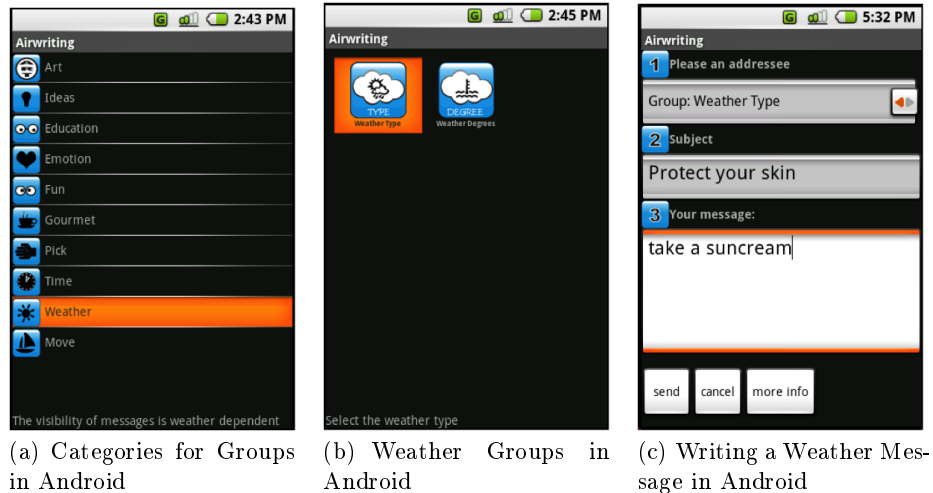 G 2:43 PM
Airwriting
Art
Ideas
Education
Emotion
Fun
Gourmet
Pick
Time
Weather
Move
The visibility of messages is weather dependent
(a) Categories for Groups
in Android
G 2:45 PM
Airwriting
TYPE DEGREE
Weather Type Weather Degrees
Select the weather type
(b) Weather Groups in
Android
G 5:32 PM
Airwriting
1 Please an addressee
Group: Weather Type
2 Subject
Protect your skin
3 Your message:
take a suncream
send cancel more info
(c) Writing a Weather Mes-
sage in Android